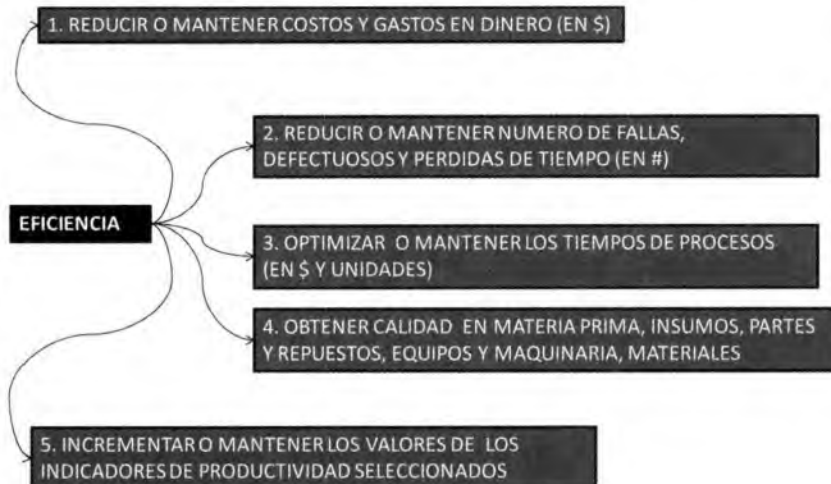 1. REDUCIR O MANTENER COSTOS Y GASTOS EN DINERO (EN $)
2. REDUCIR O MANTENER NUMERO DE FALLAS,
DEFECTUOSOS Y PERDIDAS DE TIEMPO (EN #)
EFICIENCIA
3. OPTIMIZAR O MANTENER LOS TIEMPOS DE PROCESOS
(EN $ Y UNIDADES)
4. OBTENER CALIDAD EN MATERIA PRIMA, INSUMOS, PARTES
Y REPUESTOS, EQUIPOS Y MAQUINARIA, MATERIALES
5. INCREMENTAR O MANTENER LOS VALORES DE LOS
INDICADORES DE PRODUCTIVIDAD SELECCIONADOS